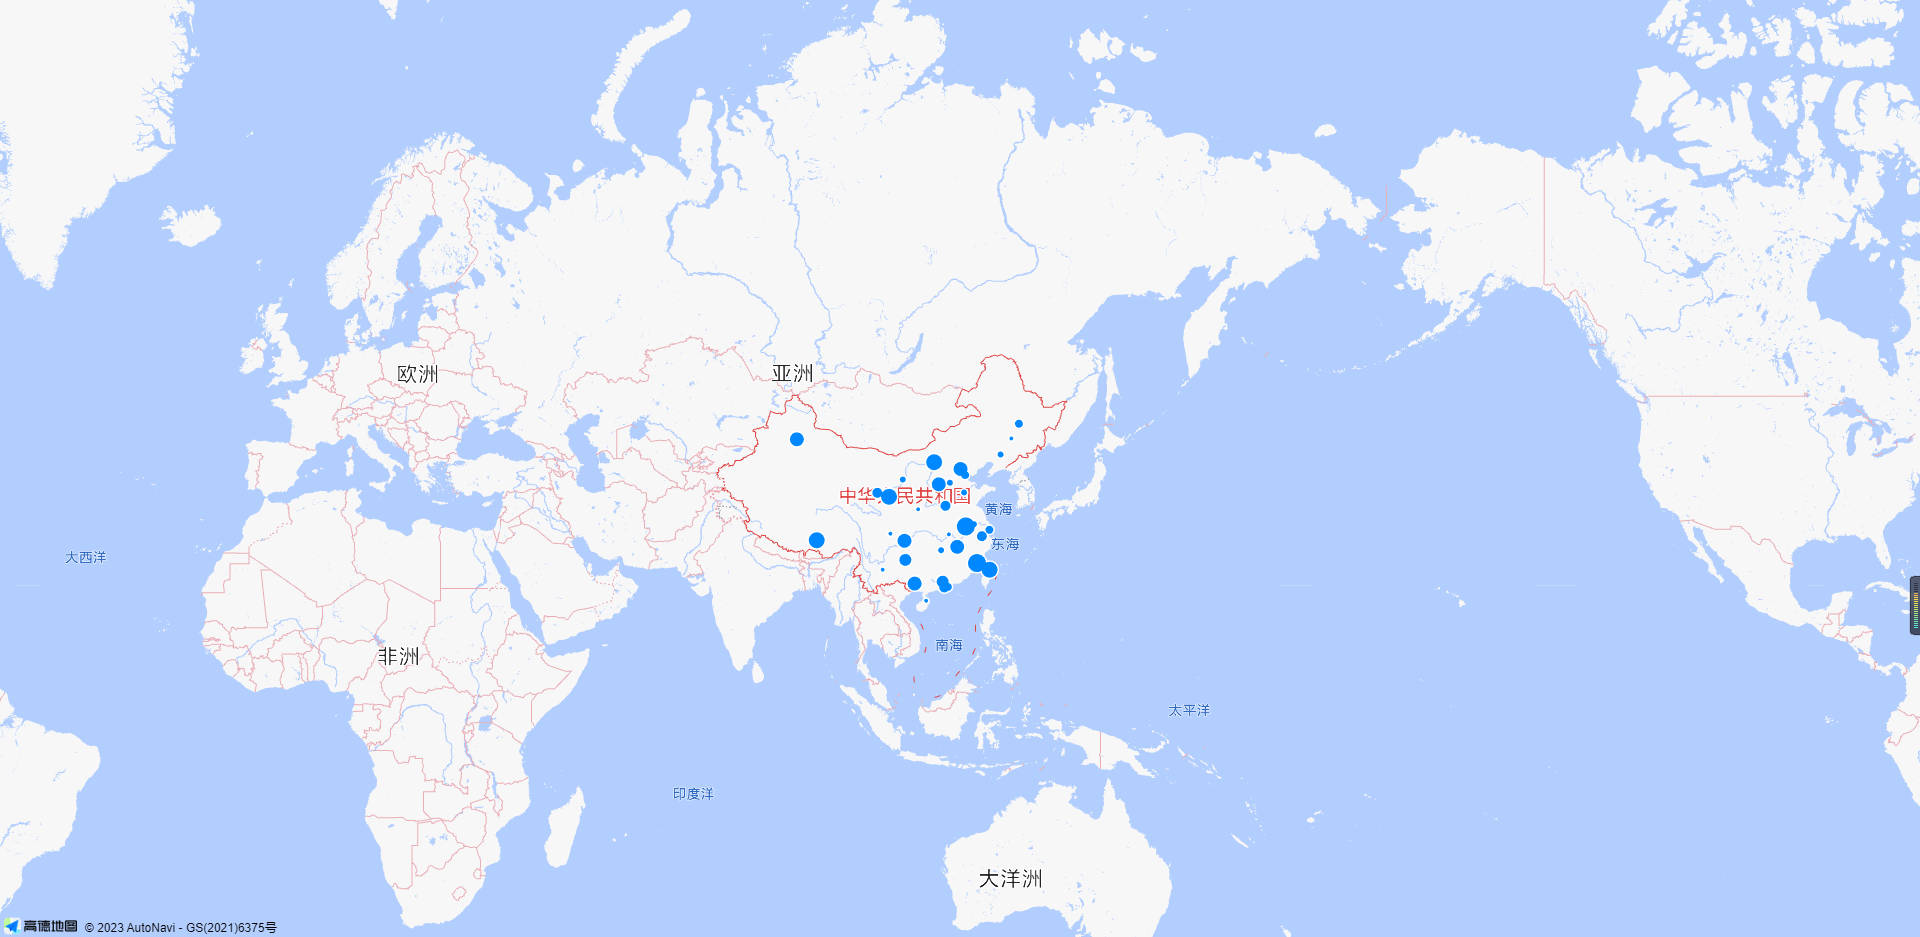 欧洲
亚洲
中华人民共和国
黄海
东海
大西洋
非洲
南海
太平洋
印度洋
大洋洲
高德地图 © 2023 AutoNavi - GS(2021)6375号